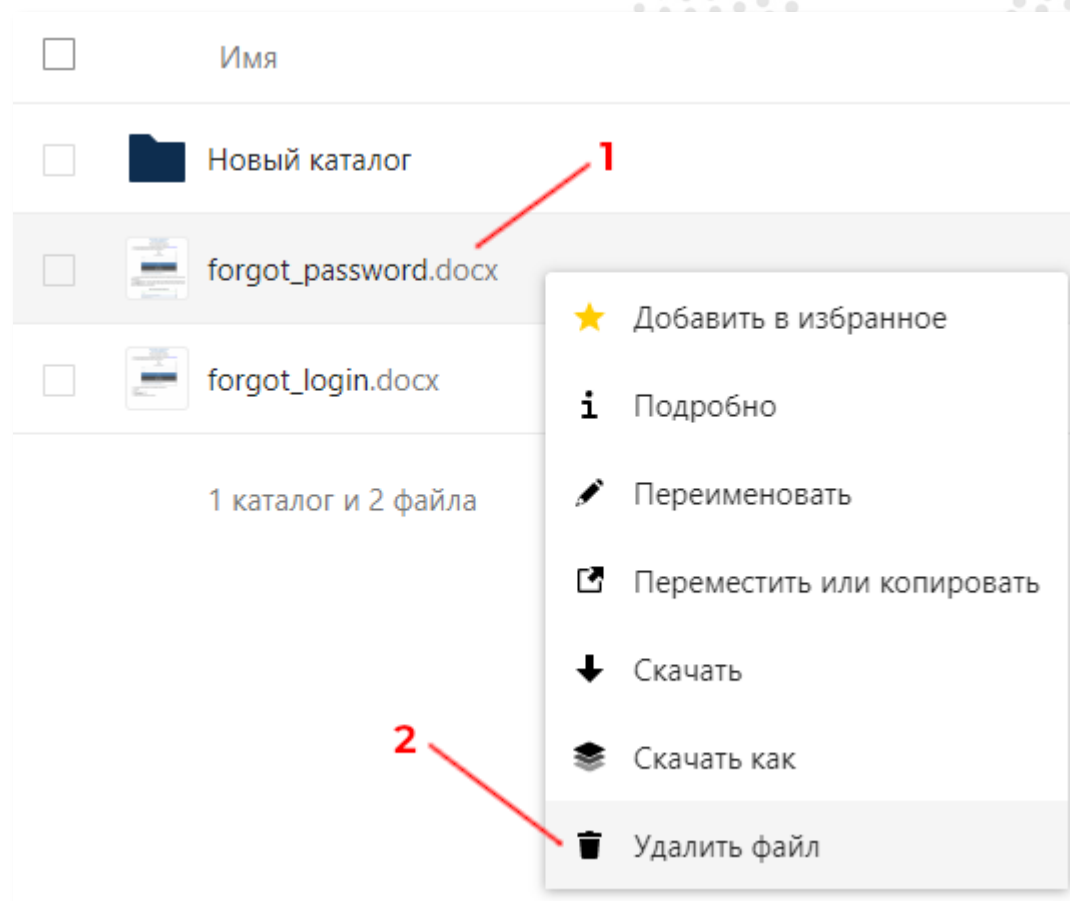 Имя
Новый каталог
1
forgot_password.docx
Добавить в избранное
forgot_login.docx
Подробно
1 каталог и 2 файла
Переименовать
Переместить или копировать
Скачать
2
Скачать как
Удалить файл